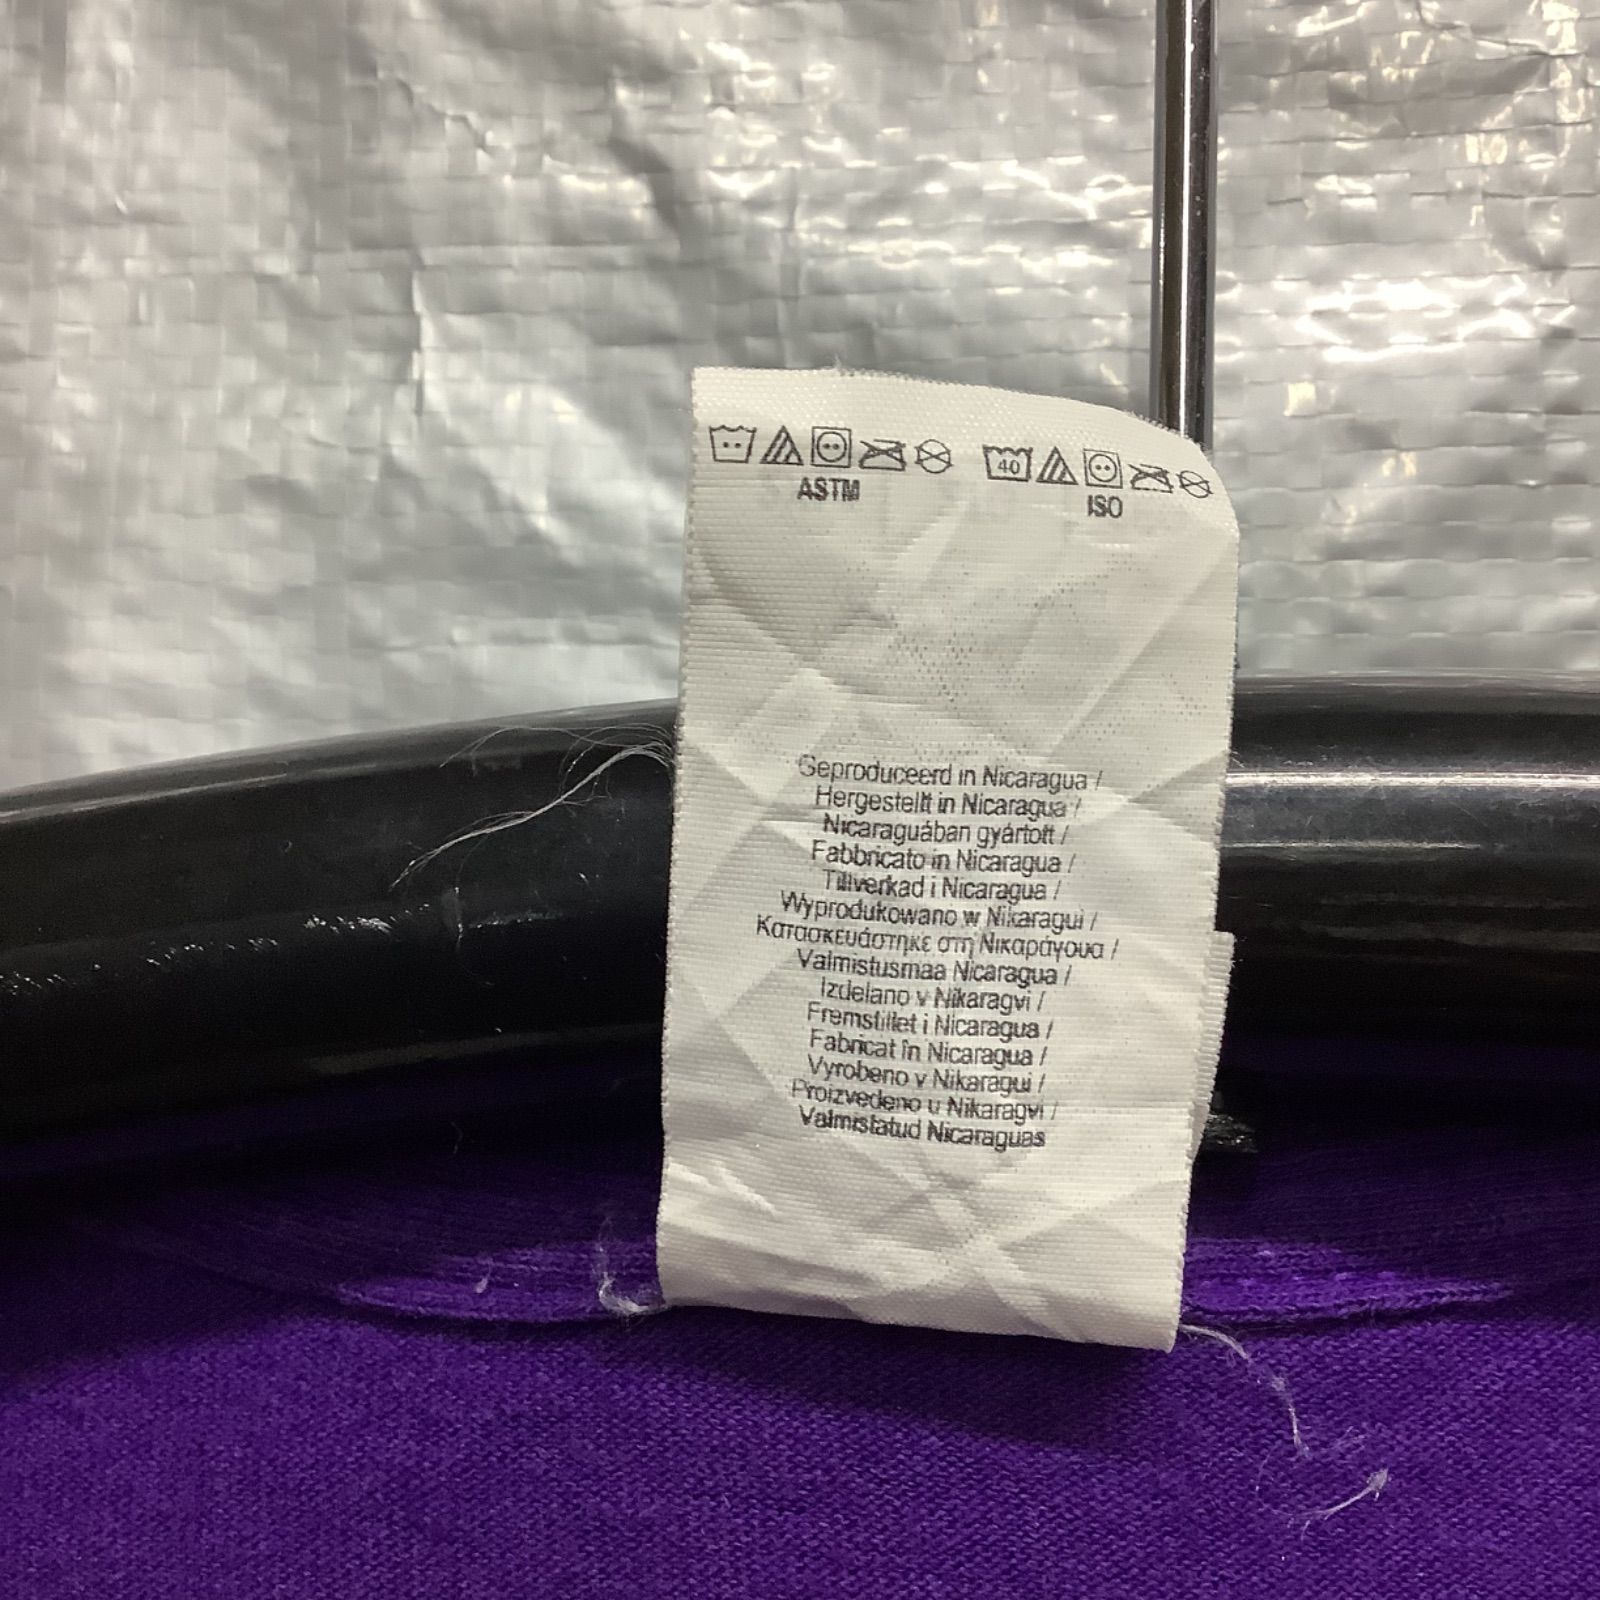 40
ASTM
ISO
Geproduceerd in Nicaragua /
Hergestellt in Nicaragua /
Nicaraguában gyártott /
Fabbricato in Nicaragua /
Tillverkad i Nicaragua /
Wyprodukowano w Nikaragui /
Κατασκευάστηκε στη Νικαράγουα /
Valmistusmaa Nicaragua /
Izdelano v Nikaragvi /
Fremstillet i Nicaragua /
Fabricat în Nicaragua /
Vyrobeno v Nikaragui /
Proizvedeno u Nikaragvi /
Valmistatud Nicaraguas